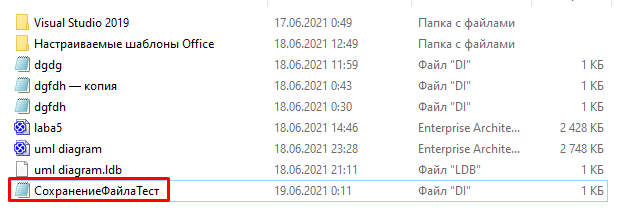 Visual Studio 2019 17.06.2021 0:49 Папка с файлами
Настраиваемые шаблоны Office 18.06.2021 12:49 Папка с файлами
dgdg 18.06.2021 11:59 Файл "DI" 1 КБ
dgfdh — копия 18.06.2021 0:43 Файл "DI" 1 КБ
dgfdh 18.06.2021 0:30 Файл "DI" 1 КБ
laba5 18.06.2021 14:46 Enterprise Archite... 2 428 КБ
uml diagram 18.06.2021 23:28 Enterprise Archite... 2 748 КБ
uml diagram.ldb 18.06.2021 21:11 Файл "LDB" 1 КБ
СохранениеФайлаТест 19.06.2021 0:11 Файл "DI" 1 КБ